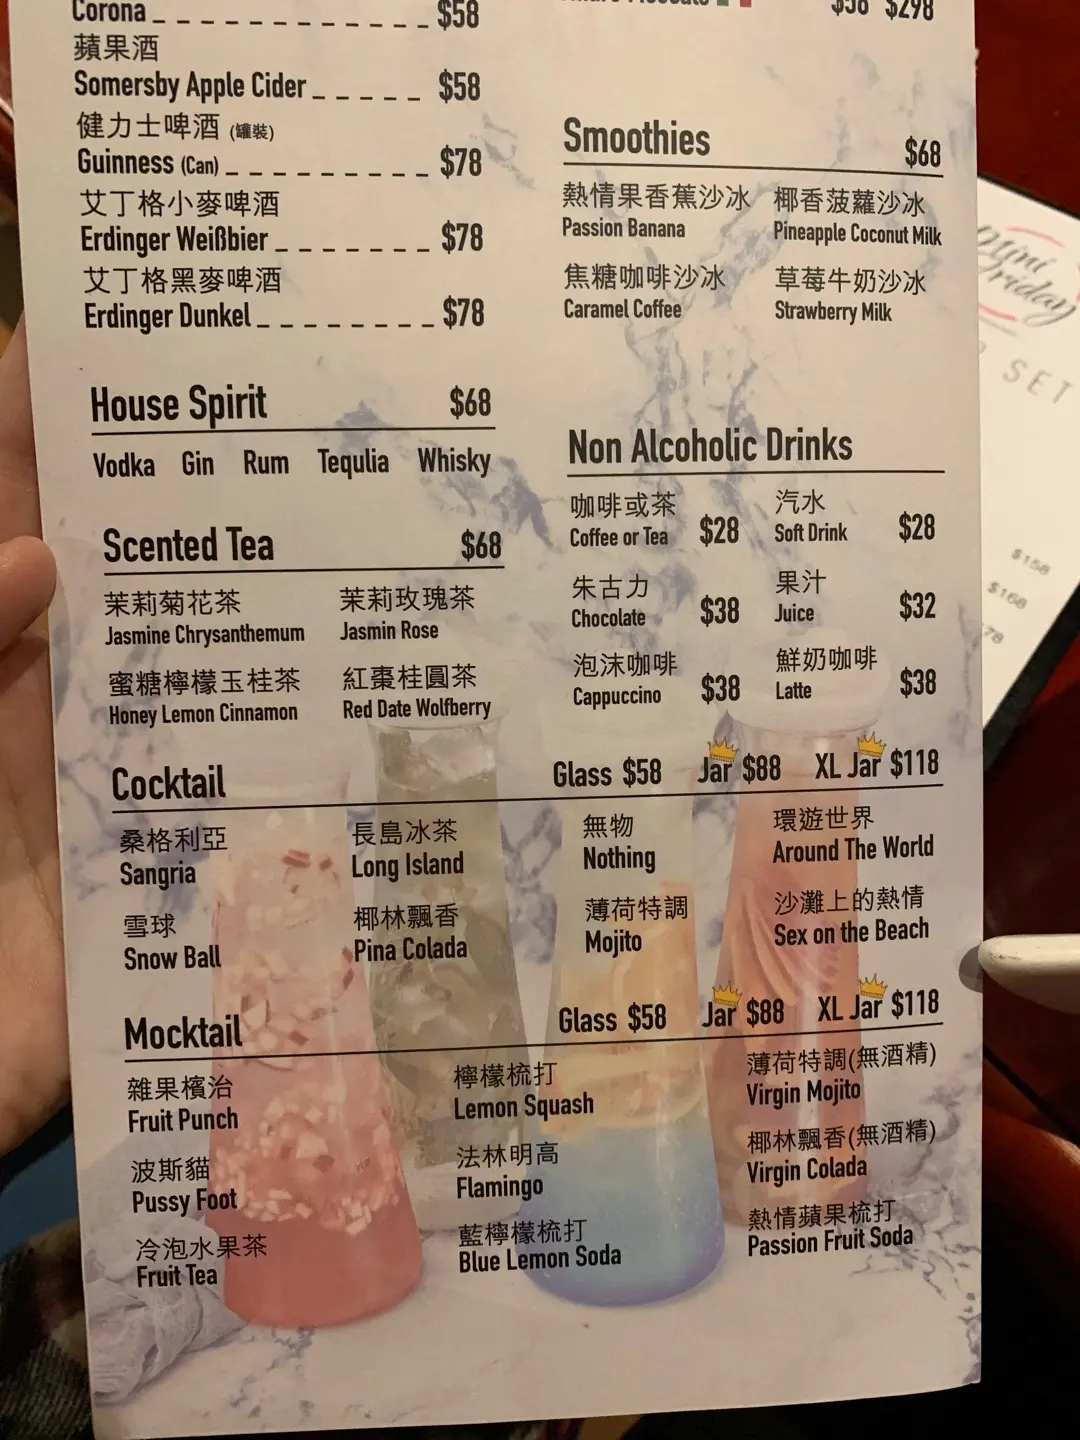 Corona $58
蘋果酒
Somersby Apple Cider $58
健力士啤酒 (罐裝)
Guinness (Can) $78
艾丁格小麥啤酒
Erdinger Weißbier $78
艾丁格黑麥啤酒
Erdinger Dunkel $78
House Spirit $68
Vodka Gin Rum Tequlia Whisky
Scented Tea $68
茉莉菊花茶 茉莉玫瑰茶
Jasmine Chrysanthemum Jasmin Rose
蜜糖檸檬玉桂茶 紅棗桂圓茶
Honey Lemon Cinnamon Red Date Wolfberry
$58 $298
Smoothies $68
熱情果香蕉沙冰 椰香菠蘿沙冰
Passion Banana Pineapple Coconut Milk
焦糖咖啡沙冰 草莓牛奶沙冰
Caramel Coffee Strawberry Milk
Non Alcoholic Drinks
咖啡或茶 汽水
Coffee or Tea $28 Soft Drink $28
朱古力 果汁
Chocolate $38 Juice $32
泡沫咖啡 鮮奶咖啡
Cappuccino $38 Latte $38
Cocktail Glass $58 Jar $88 XL Jar $118
桑格利亞 長島冰茶 無物 環遊世界
Sangria Long Island Nothing Around The World
雪球 椰林飄香 薄荷特調 沙灘上的熱情
Snow Ball Pina Colada Mojito Sex on the Beach
Mocktail Glass $58 Jar $88 XL Jar $118
雜果檳治 檸檬梳打 薄荷特調(無酒精)
Fruit Punch Lemon Squash Virgin Mojito
波斯貓 法林明高 椰林飄香(無酒精)
Pussy Foot Flamingo Virgin Colada
冷泡水果茶 藍檸檬梳打 熱情蘋果梳打
Fruit Tea Blue Lemon Soda Passion Fruit Soda
mini
Friday
SET
$158
$168
78